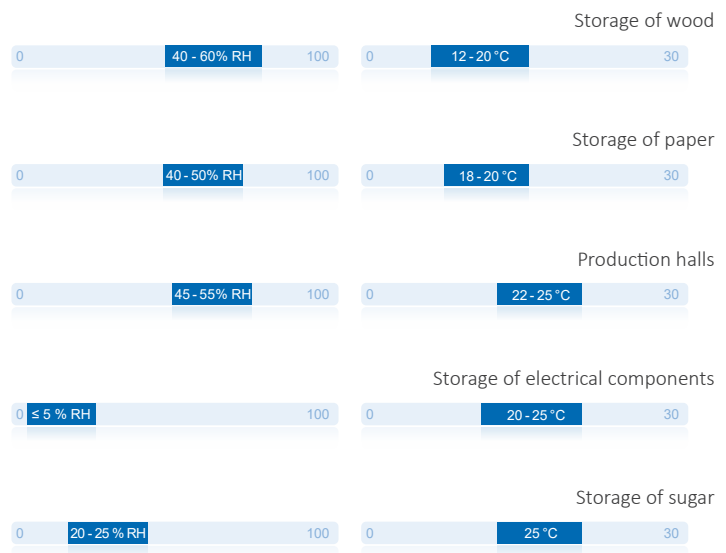 Storage of wood
0 40 - 60% RH 100 0 12 - 20 °C 30
Storage of paper
0 40 - 50% RH 100 0 18 - 20 °C 30
Production halls
0 45 - 55% RH 100 0 22 - 25 °C 30
Storage of electrical components
0 ≤ 5 % RH 100 0 20 - 25 °C 30
Storage of sugar
0 20 - 25 % RH 100 0 25 °C 30